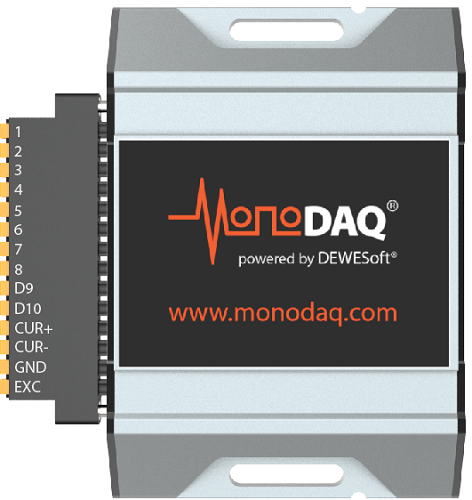 1
2
3
4
5
6
7
8
D9
D10
CUR+
CUR-
GND
EXC
MONODAQ®
powered by DEWESoft®
www.monodaq.com